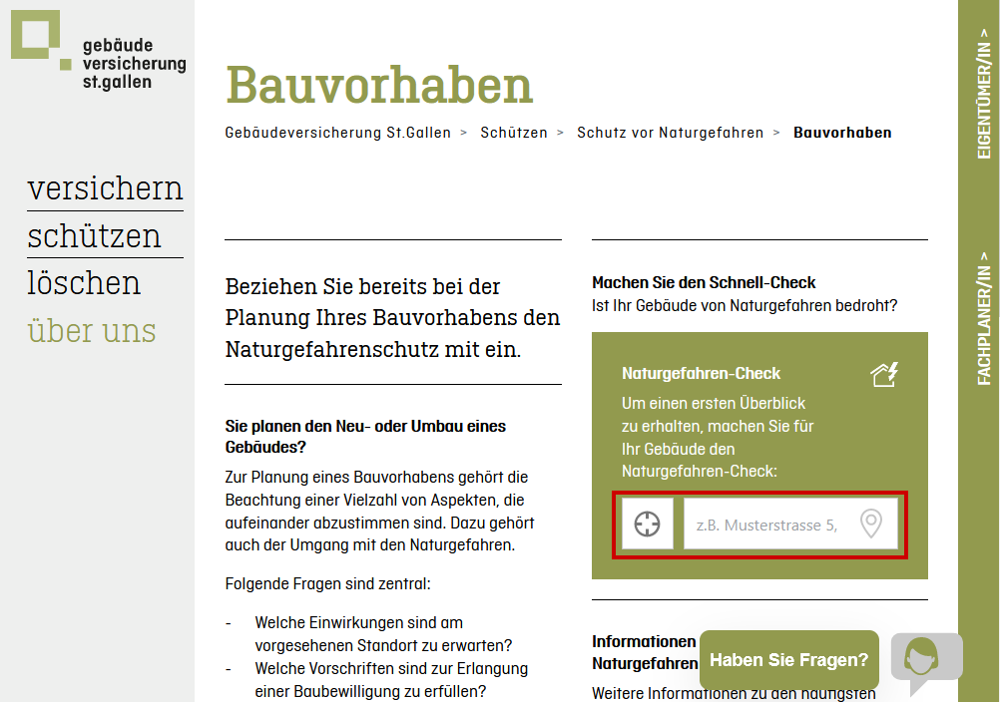 gebäude
versicherung
st.gallen
versichern
schützen
löschen
über uns
Bauvorhaben
Gebäudeversicherung St.Gallen > Schützen > Schutz vor Naturgefahren > Bauvorhaben
Beziehen Sie bereits bei der
Planung Ihres Bauvorhabens den
Naturgefahrenschutz mit ein.
Sie planen den Neu- oder Umbau eines
Gebäudes?
Zur Planung eines Bauvorhabens gehört die
Beachtung einer Vielzahl von Aspekten, die
aufeinander abzustimmen sind. Dazu gehört
auch der Umgang mit den Naturgefahren.
Folgende Fragen sind zentral:
- Welche Einwirkungen sind am
vorgesehenen Standort zu erwarten?
- Welche Vorschriften sind zur Erlangung
einer Baubewilligung zu erfüllen?
Machen Sie den Schnell-Check
Ist Ihr Gebäude von Naturgefahren bedroht?
Naturgefahren-Check
Um einen ersten Überblick
zu erhalten, machen Sie für
Ihr Gebäude den
Naturgefahren-Check:
z.B. Musterstrasse 5,
Informationen
Naturgefahren
Weitere Informationen zu den häufigsten
Haben Sie Fragen?
EIGENTÜMER/IN >
FACHPLANER/IN >